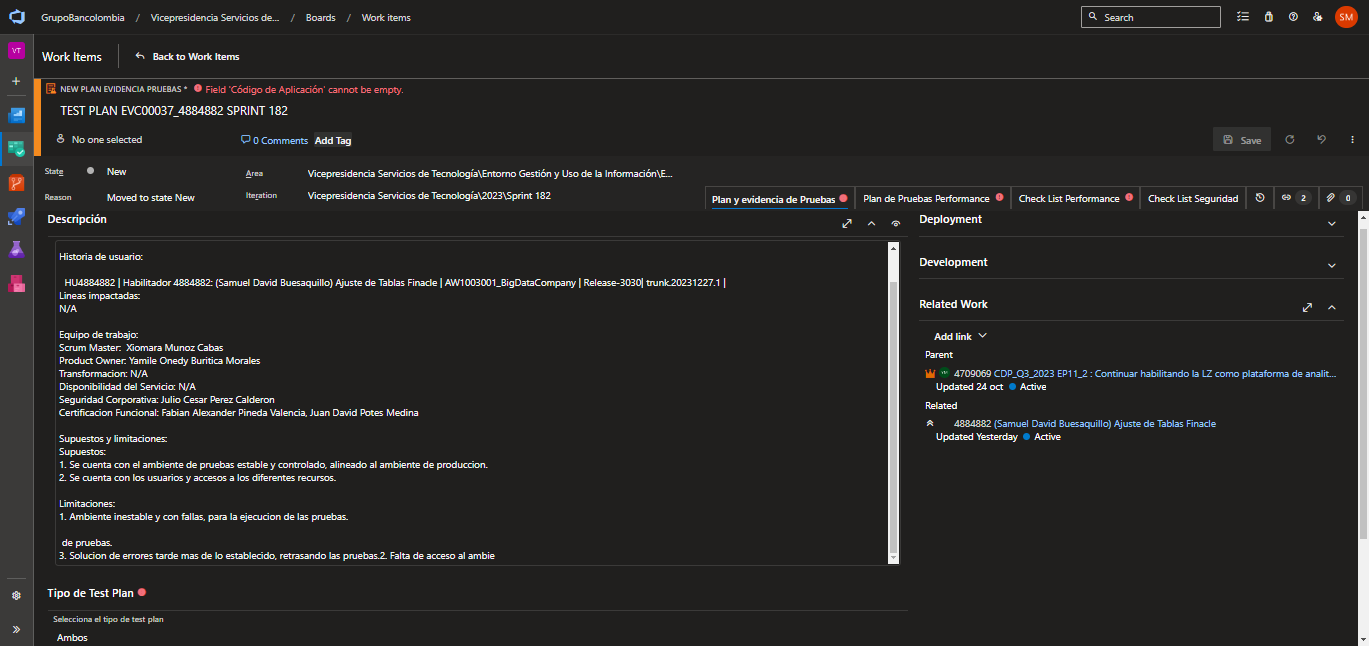 GrupoBancolombia / Vicepresidencia Servicios de... / Boards / Work items
Search
SM
VT
Work Items
Back to Work Items
NEW PLAN EVIDENCIA PRUEBAS * Field 'Código de Aplicación' cannot be empty.
TEST PLAN EVC00037_4884882 SPRINT 182
No one selected
0 Comments
Add Tag
Save
State
New
Area
Vicepresidencia Servicios de Tecnología\Entorno Gestión y Uso de la Información\E...
Reason
Moved to state New
Iteration
Vicepresidencia Servicios de Tecnología\2023\Sprint 182
Plan y evidencia de Pruebas
Plan de Pruebas Performance
Check List Performance
Check List Seguridad
2
0
Descripción
Historia de usuario:
HU4884882 | Habilitador 4884882: (Samuel David Buesaquillo) Ajuste de Tablas Finacle | AW1003001_BigDataCompany | Release-3030| trunk.20231227.1 |
Lineas impactadas:
N/A
Equipo de trabajo:
Scrum Master:  Xiomara Munoz Cabas
Product Owner: Yamile Onedy Buritica Morales
Transformacion: N/A
Disponibilidad del Servicio: N/A
Seguridad Corporativa: Julio Cesar Perez Calderon
Certificacion Funcional: Fabian Alexander Pineda Valencia, Juan David Potes Medina
Supuestos y limitaciones:
Supuestos:
1. Se cuenta con el ambiente de pruebas estable y controlado, alineado al ambiente de produccion.
2. Se cuenta con los usuarios y accesos a los diferentes recursos.
Limitaciones:
1. Ambiente inestable y con fallas, para la ejecucion de las pruebas.
de pruebas.
3. Solucion de errores tarde mas de lo establecido, retrasando las pruebas.2. Falta de acceso al ambie
Tipo de Test Plan
Selecciona el tipo de test plan
Ambos
Deployment
Development
Related Work
Add link
Parent
4709069 CDP_Q3_2023 EP11_2 : Continuar habilitando la LZ como plataforma de analit...
Updated 24 oct Active
Related
4884882 (Samuel David Buesaquillo) Ajuste de Tablas Finacle
Updated Yesterday Active